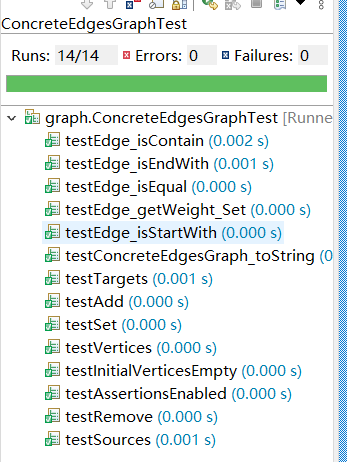 ConcreteEdgesGraphTest
Runs: 14/14 Errors: 0 Failures: 0
graph.ConcreteEdgesGraphTest [Runne
testEdge_isContain (0.002 s)
testEdge_isEndWith (0.001 s)
testEdge_isEqual (0.000 s)
testEdge_getWeight_Set (0.000 s)
testEdge_isStartWith (0.000 s)
testConcreteEdgesGraph_toString (0
testTargets (0.001 s)
testAdd (0.000 s)
testSet (0.000 s)
testVertices (0.000 s)
testInitialVerticesEmpty (0.000 s)
testAssertionsEnabled (0.000 s)
testRemove (0.000 s)
testSources (0.001 s)